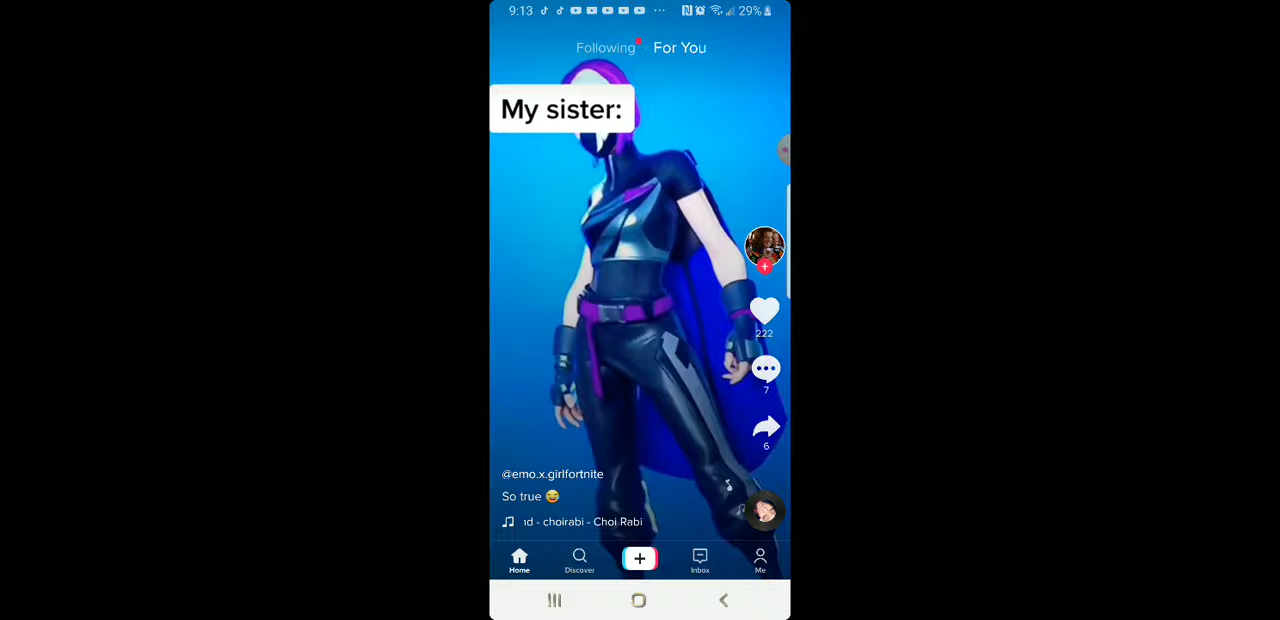 9:13
29%
Following
For You
My sister:
222
7
6
@emo.x.girlfortnite
So true 😂
d - choirabi - Choi Rabi
Home
Discover
Inbox
Me